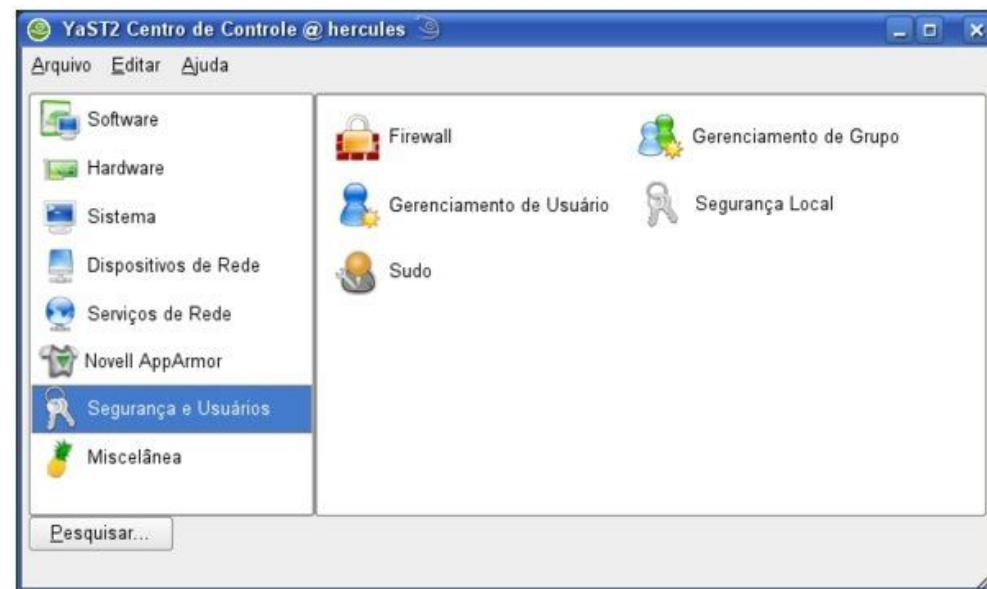 YaST2 Centro de Controle @ hercules
Arquivo Editar Ajuda
Software
Hardware
Sistema
Dispositivos de Rede
Serviços de Rede
Novell AppArmor
Segurança e Usuários
Miscelânea
Firewall
Gerenciamento de Grupo
Gerenciamento de Usuário
Segurança Local
Sudo
Pesquisar...